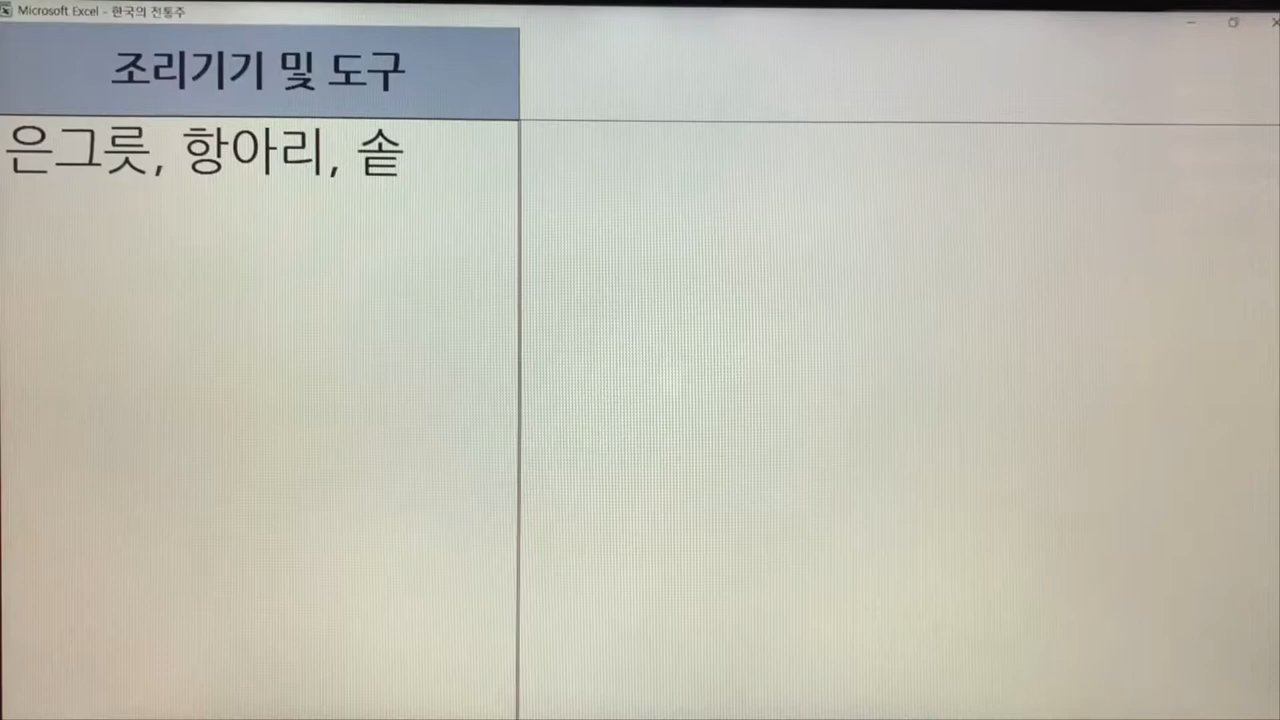 Microsoft Excel - 한국의 전통주
조리기기 및 도구
은그릇, 항아리, 솥